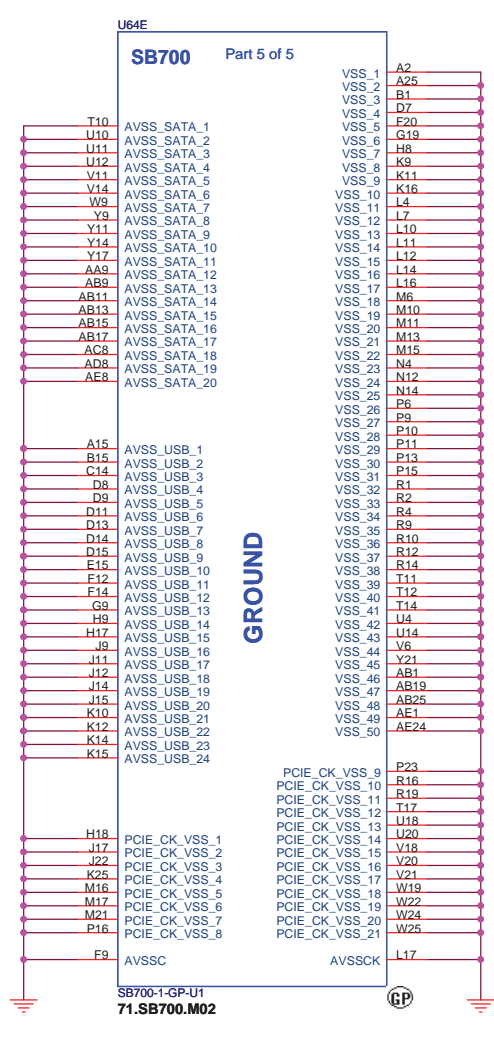 U64E
SB700
Part 5 of 5
T10 AVSS_SATA_1
U10 AVSS_SATA_2
U11 AVSS_SATA_3
U12 AVSS_SATA_4
V11 AVSS_SATA_5
V14 AVSS_SATA_6
W9 AVSS_SATA_7
Y9 AVSS_SATA_8
Y11 AVSS_SATA_9
Y14 AVSS_SATA_10
Y17 AVSS_SATA_11
AA9 AVSS_SATA_12
AB9 AVSS_SATA_13
AB11 AVSS_SATA_14
AB13 AVSS_SATA_15
AB15 AVSS_SATA_16
AB17 AVSS_SATA_17
AC8 AVSS_SATA_18
AD8 AVSS_SATA_19
AE8 AVSS_SATA_20
A15 AVSS_USB_1
B15 AVSS_USB_2
C14 AVSS_USB_3
D8 AVSS_USB_4
D9 AVSS_USB_5
D11 AVSS_USB_6
D13 AVSS_USB_7
D14 AVSS_USB_8
D15 AVSS_USB_9
E15 AVSS_USB_10
F12 AVSS_USB_11
F14 AVSS_USB_12
G9 AVSS_USB_13
H9 AVSS_USB_14
H17 AVSS_USB_15
J9 AVSS_USB_16
J11 AVSS_USB_17
J12 AVSS_USB_18
J14 AVSS_USB_19
J15 AVSS_USB_20
K10 AVSS_USB_21
K12 AVSS_USB_22
K14 AVSS_USB_23
K15 AVSS_USB_24
H18 PCIE_CK_VSS_1
J17 PCIE_CK_VSS_2
J22 PCIE_CK_VSS_3
K25 PCIE_CK_VSS_4
M16 PCIE_CK_VSS_5
M17 PCIE_CK_VSS_6
M21 PCIE_CK_VSS_7
P16 PCIE_CK_VSS_8
F9 AVSSC
GROUND
VSS_1 A2
VSS_2 A25
VSS_3 B1
VSS_4 D7
VSS_5 F20
VSS_6 G19
VSS_7 H8
VSS_8 K9
VSS_9 K11
VSS_10 K16
VSS_11 L4
VSS_12 L7
VSS_13 L10
VSS_14 L11
VSS_15 L12
VSS_16 L14
VSS_17 L16
VSS_18 M6
VSS_19 M10
VSS_20 M11
VSS_21 M13
VSS_22 M15
VSS_23 N4
VSS_24 N12
VSS_25 N14
VSS_26 P6
VSS_27 P9
VSS_28 P10
VSS_29 P11
VSS_30 P13
VSS_31 P15
VSS_32 R1
VSS_33 R2
VSS_34 R4
VSS_35 R9
VSS_36 R10
VSS_37 R12
VSS_38 R14
VSS_39 T11
VSS_40 T12
VSS_41 T14
VSS_42 U4
VSS_43 U14
VSS_44 V6
VSS_45 Y21
VSS_46 AB1
VSS_47 AB19
VSS_48 AB25
VSS_49 AE1
VSS_50 AE24
PCIE_CK_VSS_9 P23
PCIE_CK_VSS_10 R16
PCIE_CK_VSS_11 R19
PCIE_CK_VSS_12 T17
PCIE_CK_VSS_13 U18
PCIE_CK_VSS_14 U20
PCIE_CK_VSS_15 V18
PCIE_CK_VSS_16 V20
PCIE_CK_VSS_17 V21
PCIE_CK_VSS_18 W19
PCIE_CK_VSS_19 W22
PCIE_CK_VSS_20 W24
PCIE_CK_VSS_21 W25
AVSSCK L17
SB700-1-GP-U1
71.SB700.M02
GP